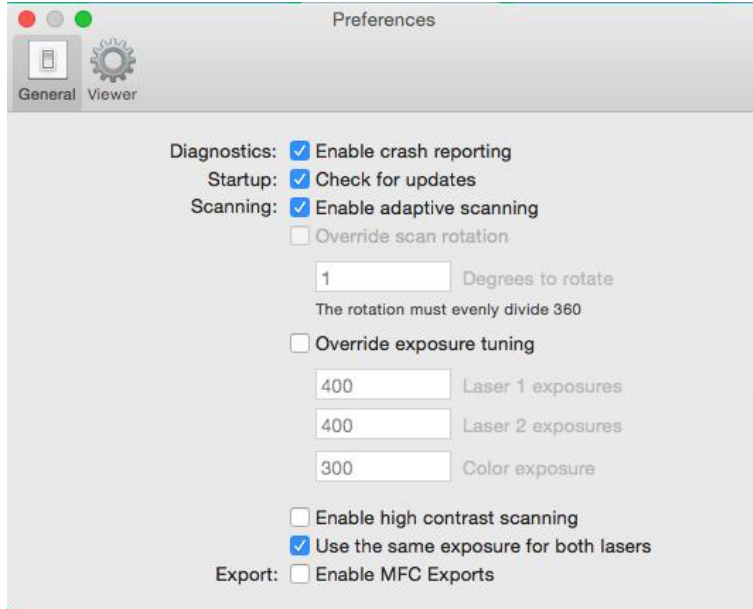 Preferences
General Viewer
Diagnostics: Enable crash reporting
Startup: Check for updates
Scanning: Enable adaptive scanning
Override scan rotation
1 Degrees to rotate
The rotation must evenly divide 360
Override exposure tuning
400 Laser 1 exposures
400 Laser 2 exposures
300 Color exposure
Enable high contrast scanning
Use the same exposure for both lasers
Export: Enable MFC Exports